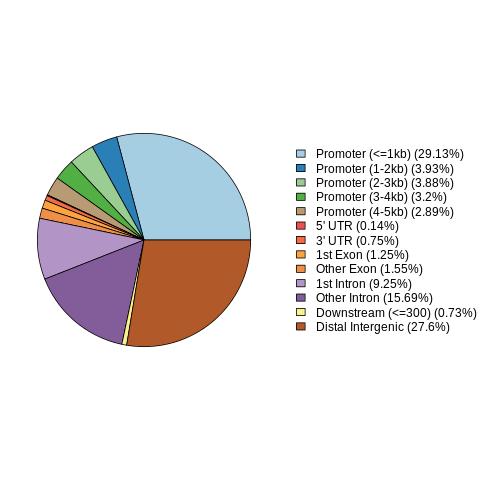 Promoter (<=1kb) (29.13%)
Promoter (1-2kb) (3.93%)
Promoter (2-3kb) (3.88%)
Promoter (3-4kb) (3.2%)
Promoter (4-5kb) (2.89%)
5' UTR (0.14%)
3' UTR (0.75%)
1st Exon (1.25%)
Other Exon (1.55%)
1st Intron (9.25%)
Other Intron (15.69%)
Downstream (<=300) (0.73%)
Distal Intergenic (27.6%)